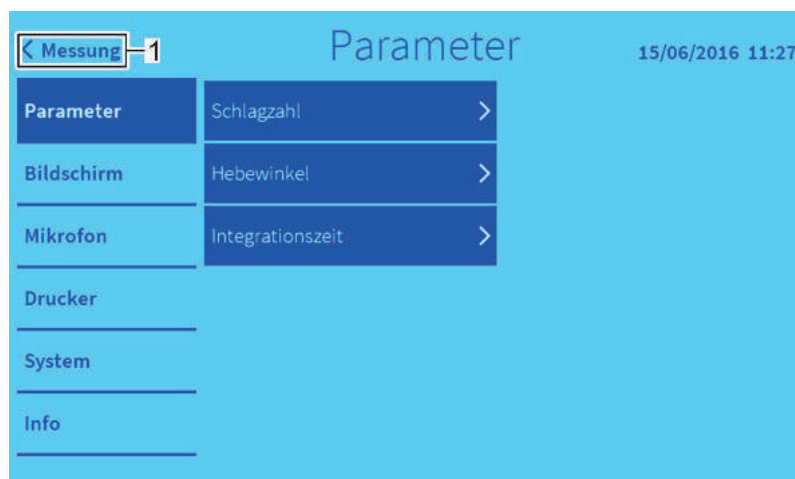 < Messung 1
Parameter
15/06/2016 11:27
Parameter
Bildschirm
Mikrofon
Drucker
System
Info
Schlagzahl >
Hebewinkel >
Integrationszeit >